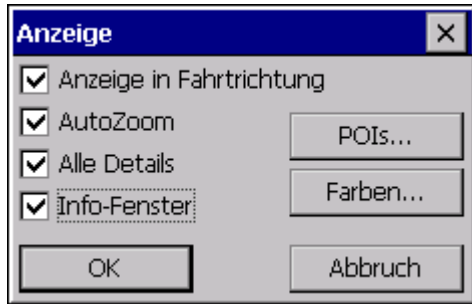 Anzeige
Anzeige in Fahrtrichtung
AutoZoom
Alle Details
Info-Fenster
POIs...
Farben...
OK
Abbruch